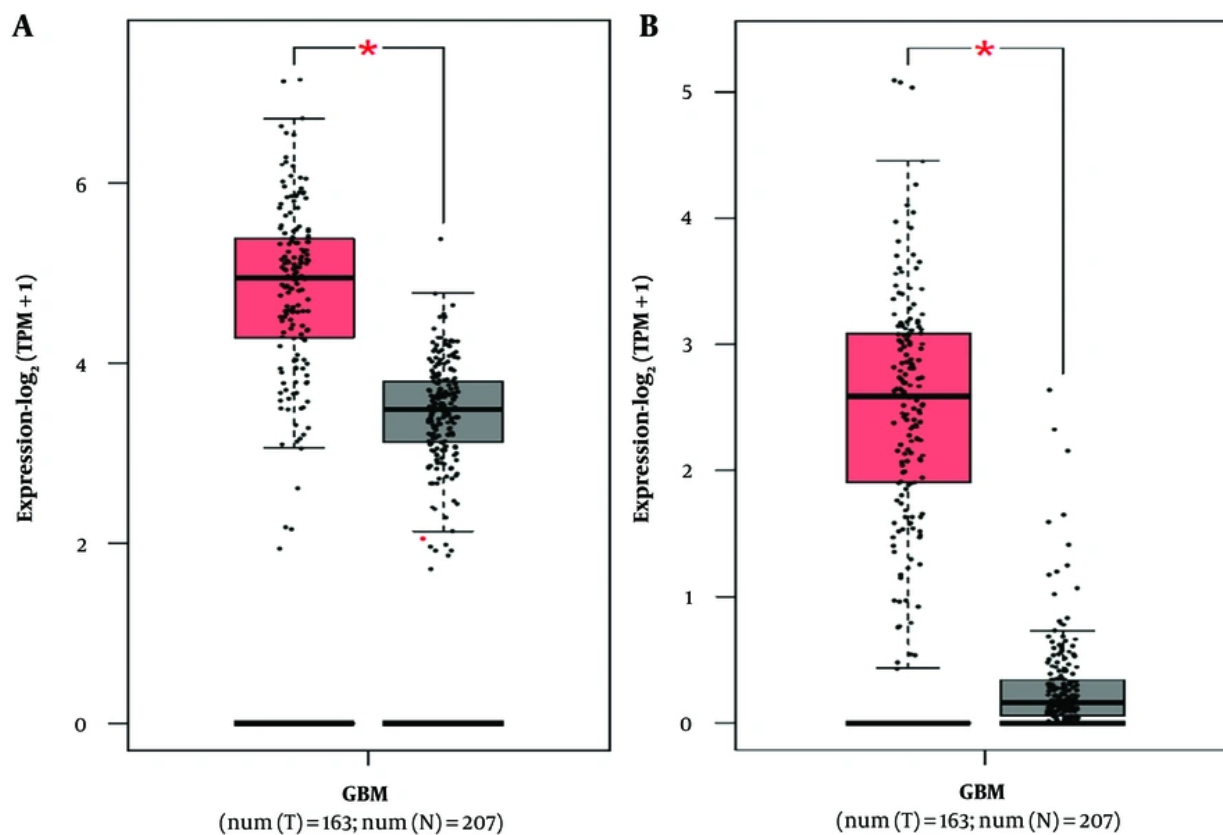 A
*
6
4
2
0
Expression-log₂ (TPM + 1)
GBM
(num (T) = 163; num (N) = 207)
B
*
5
4
3
2
1
0
Expression-log₂ (TPM + 1)
GBM
(num (T) = 163; num (N) = 207)